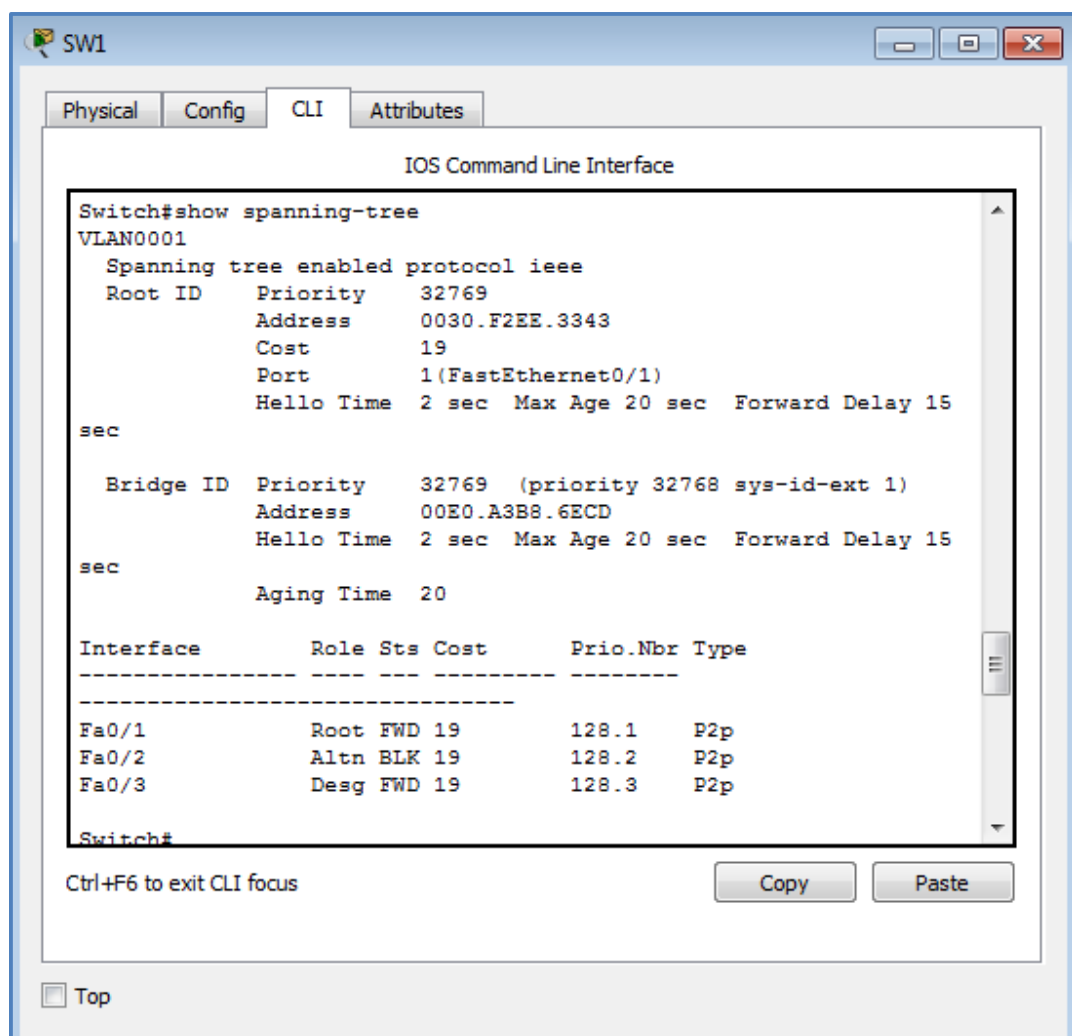 SW1
Physical Config CLI Attributes
IOS Command Line Interface
Switch#show spanning-tree
VLAN0001
  Spanning tree enabled protocol ieee
  Root ID    Priority    32769
             Address     0030.F2EE.3343
             Cost        19
             Port        1(FastEthernet0/1)
             Hello Time  2 sec  Max Age 20 sec  Forward Delay 15
sec
  Bridge ID  Priority    32769  (priority 32768 sys-id-ext 1)
             Address     00E0.A3B8.6ECD
             Hello Time  2 sec  Max Age 20 sec  Forward Delay 15
sec
             Aging Time  20
Interface        Role Sts Cost      Prio.Nbr Type
---------------- ---- --- --------- --------
--------------------------------
Fa0/1            Root FWD 19        128.1    P2p
Fa0/2            Altn BLK 19        128.2    P2p
Fa0/3            Desg FWD 19        128.3    P2p
Switch#
Ctrl+F6 to exit CLI focus
Copy Paste
Top